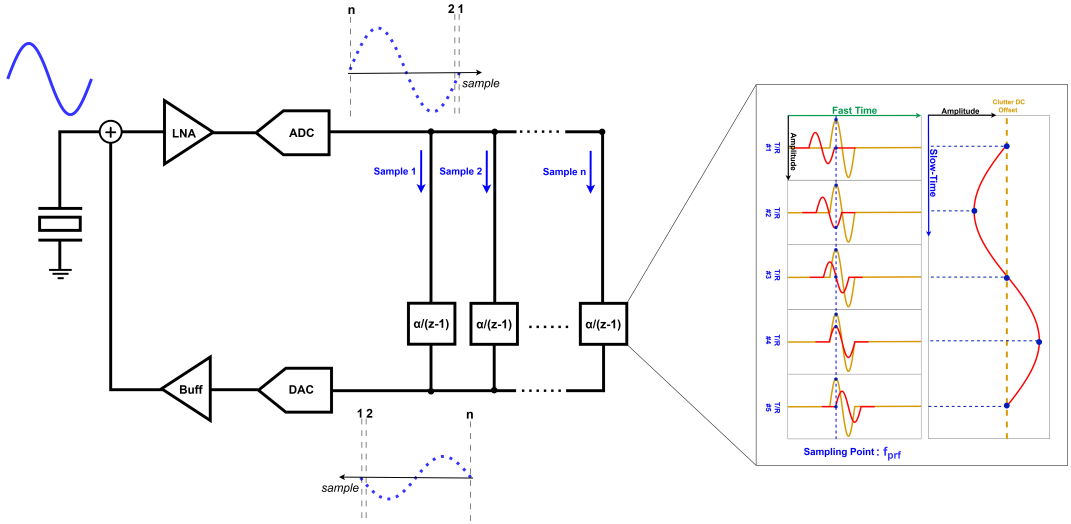 n
2 1
sample
LNA
ADC
Sample 1
Sample 2
Sample n
α/(z-1)
α/(z-1)
α/(z-1)
Buff
DAC
1 2
n
sample
Fast Time
Amplitude
T/R
#1
T/R
#2
T/R
#3
T/R
#4
T/R
#5
Sampling Point : fprf
Amplitude
Clutter DC
Offset
Slow-Time